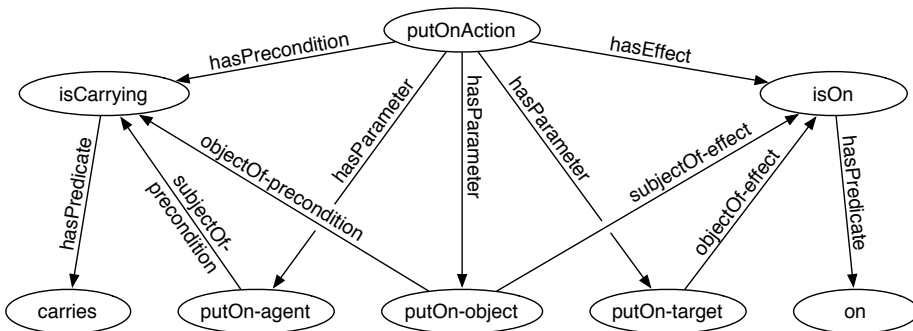 putOnAction
hasPrecondition
hasEffect
isCarrying
isOn
hasParameter
hasParameter
hasParameter
objectOf-precondition
subjectOf-effect
hasPredicate
subjectOf-
precondition
objectOf-effect
hasPredicate
carries
putOn-agent
putOn-object
putOn-target
on